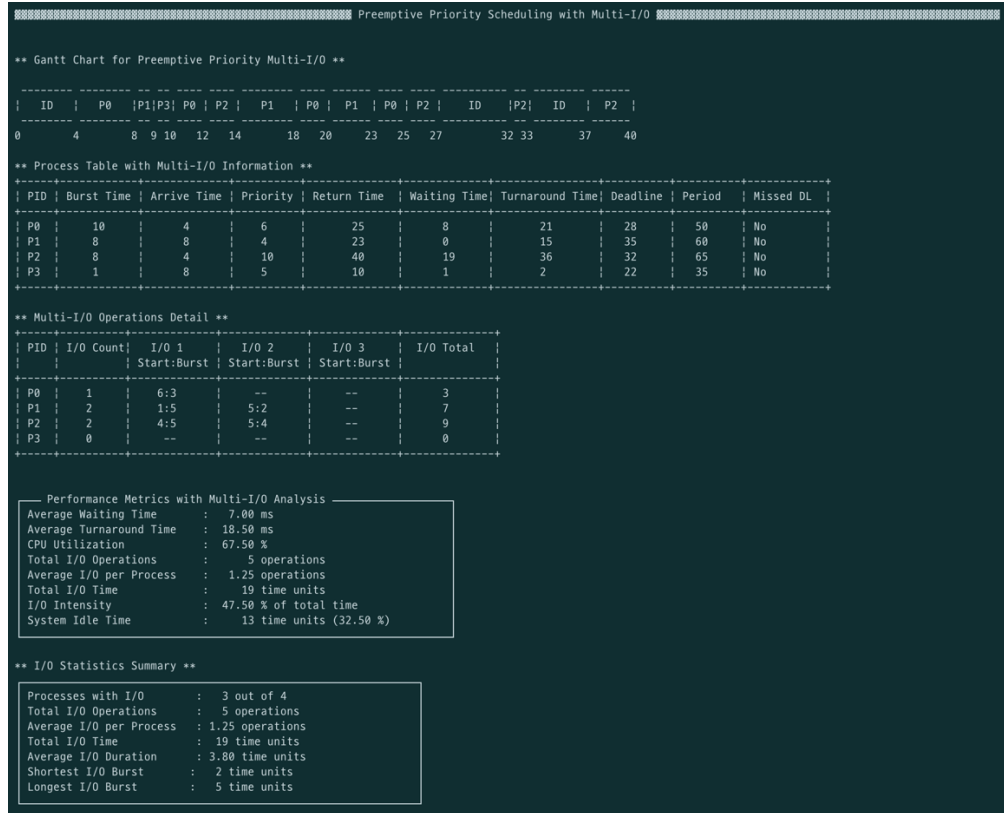 Preemptive Priority Scheduling with Multi-I/O
** Gantt Chart for Preemptive Priority Multi-I/O **
-------- -------- -- -- ---- ---- -------- ---- ------ ---- ---- ---------- -- -------- ------
¦ ID ¦ P0 ¦P1¦P3¦ P0 ¦ P2 ¦ P1 ¦ P0 ¦ P1 ¦ P0 ¦ P2 ¦ ID ¦P2¦ ID ¦ P2 ¦
-------- -------- -- -- ---- ---- -------- ---- ------ ---- ---- ---------- -- -------- ------
0 4 8 9 10 12 14 18 20 23 25 27 32 33 37 40
** Process Table with Multi-I/O Information **
+-----+-------------+-------------+----------+--------------+-------------+----------------+----------+----------+------------+
¦ PID ¦ Burst Time ¦ Arrive Time ¦ Priority ¦ Return Time ¦ Waiting Time¦ Turnaround Time¦ Deadline ¦ Period ¦ Missed DL ¦
+-----+-------------+-------------+----------+--------------+-------------+----------------+----------+----------+------------+
¦ P0 ¦ 10 ¦ 4 ¦ 6 ¦ 25 ¦ 8 ¦ 21 ¦ 28 ¦ 50 ¦ No ¦
¦ P1 ¦ 8 ¦ 8 ¦ 4 ¦ 23 ¦ 0 ¦ 15 ¦ 35 ¦ 60 ¦ No ¦
¦ P2 ¦ 8 ¦ 4 ¦ 10 ¦ 40 ¦ 19 ¦ 36 ¦ 32 ¦ 65 ¦ No ¦
¦ P3 ¦ 1 ¦ 8 ¦ 5 ¦ 10 ¦ 1 ¦ 2 ¦ 22 ¦ 35 ¦ No ¦
+-----+-------------+-------------+----------+--------------+-------------+----------------+----------+----------+------------+
** Multi-I/O Operations Detail **
+-----+----------+-------------+-------------+-------------+--------------+
¦ PID ¦ I/O Count¦ I/O 1 ¦ I/O 2 ¦ I/O 3 ¦ I/O Total ¦
¦ ¦ ¦ Start:Burst ¦ Start:Burst ¦ Start:Burst ¦ ¦
+-----+----------+-------------+-------------+-------------+--------------+
¦ P0 ¦ 1 ¦ 6:3 ¦ -- ¦ -- ¦ 3 ¦
¦ P1 ¦ 2 ¦ 1:5 ¦ 5:2 ¦ -- ¦ 7 ¦
¦ P2 ¦ 2 ¦ 4:5 ¦ 5:4 ¦ -- ¦ 9 ¦
¦ P3 ¦ 0 ¦ -- ¦ -- ¦ -- ¦ 0 ¦
+-----+----------+-------------+-------------+-------------+--------------+
Performance Metrics with Multi-I/O Analysis
Average Waiting Time : 7.00 ms
Average Turnaround Time : 18.50 ms
CPU Utilization : 67.50 %
Total I/O Operations : 5 operations
Average I/O per Process : 1.25 operations
Total I/O Time : 19 time units
I/O Intensity : 47.50 % of total time
System Idle Time : 13 time units (32.50 %)
** I/O Statistics Summary **
Processes with I/O : 3 out of 4
Total I/O Operations : 5 operations
Average I/O per Process : 1.25 operations
Total I/O Time : 19 time units
Average I/O Duration : 3.80 time units
Shortest I/O Burst : 2 time units
Longest I/O Burst : 5 time units